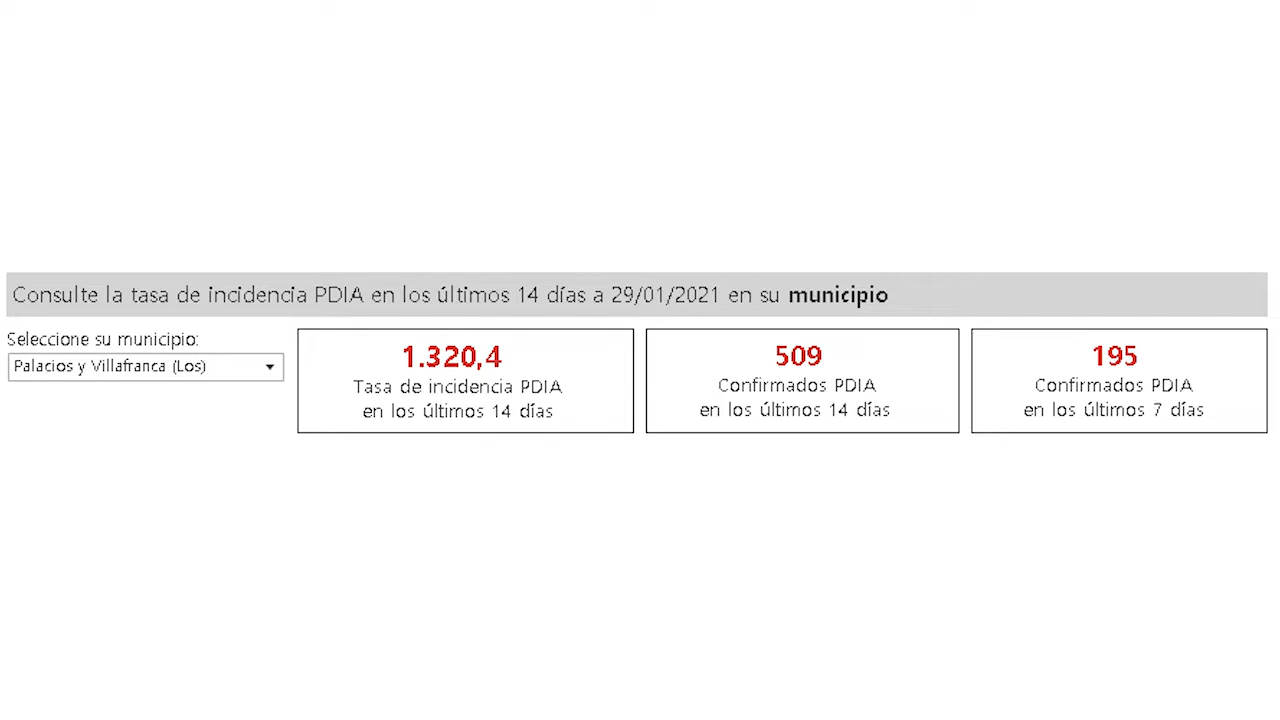 Consulte la tasa de incidencia PDIA en los últimos 14 días a 29/01/2021 en su municipio
Seleccione su municipio:
Palacios y Villafranca (Los)
1.320,4
Tasa de incidencia PDIA
en los últimos 14 días
509
Confirmados PDIA
en los últimos 14 días
195
Confirmados PDIA
en los últimos 7 días